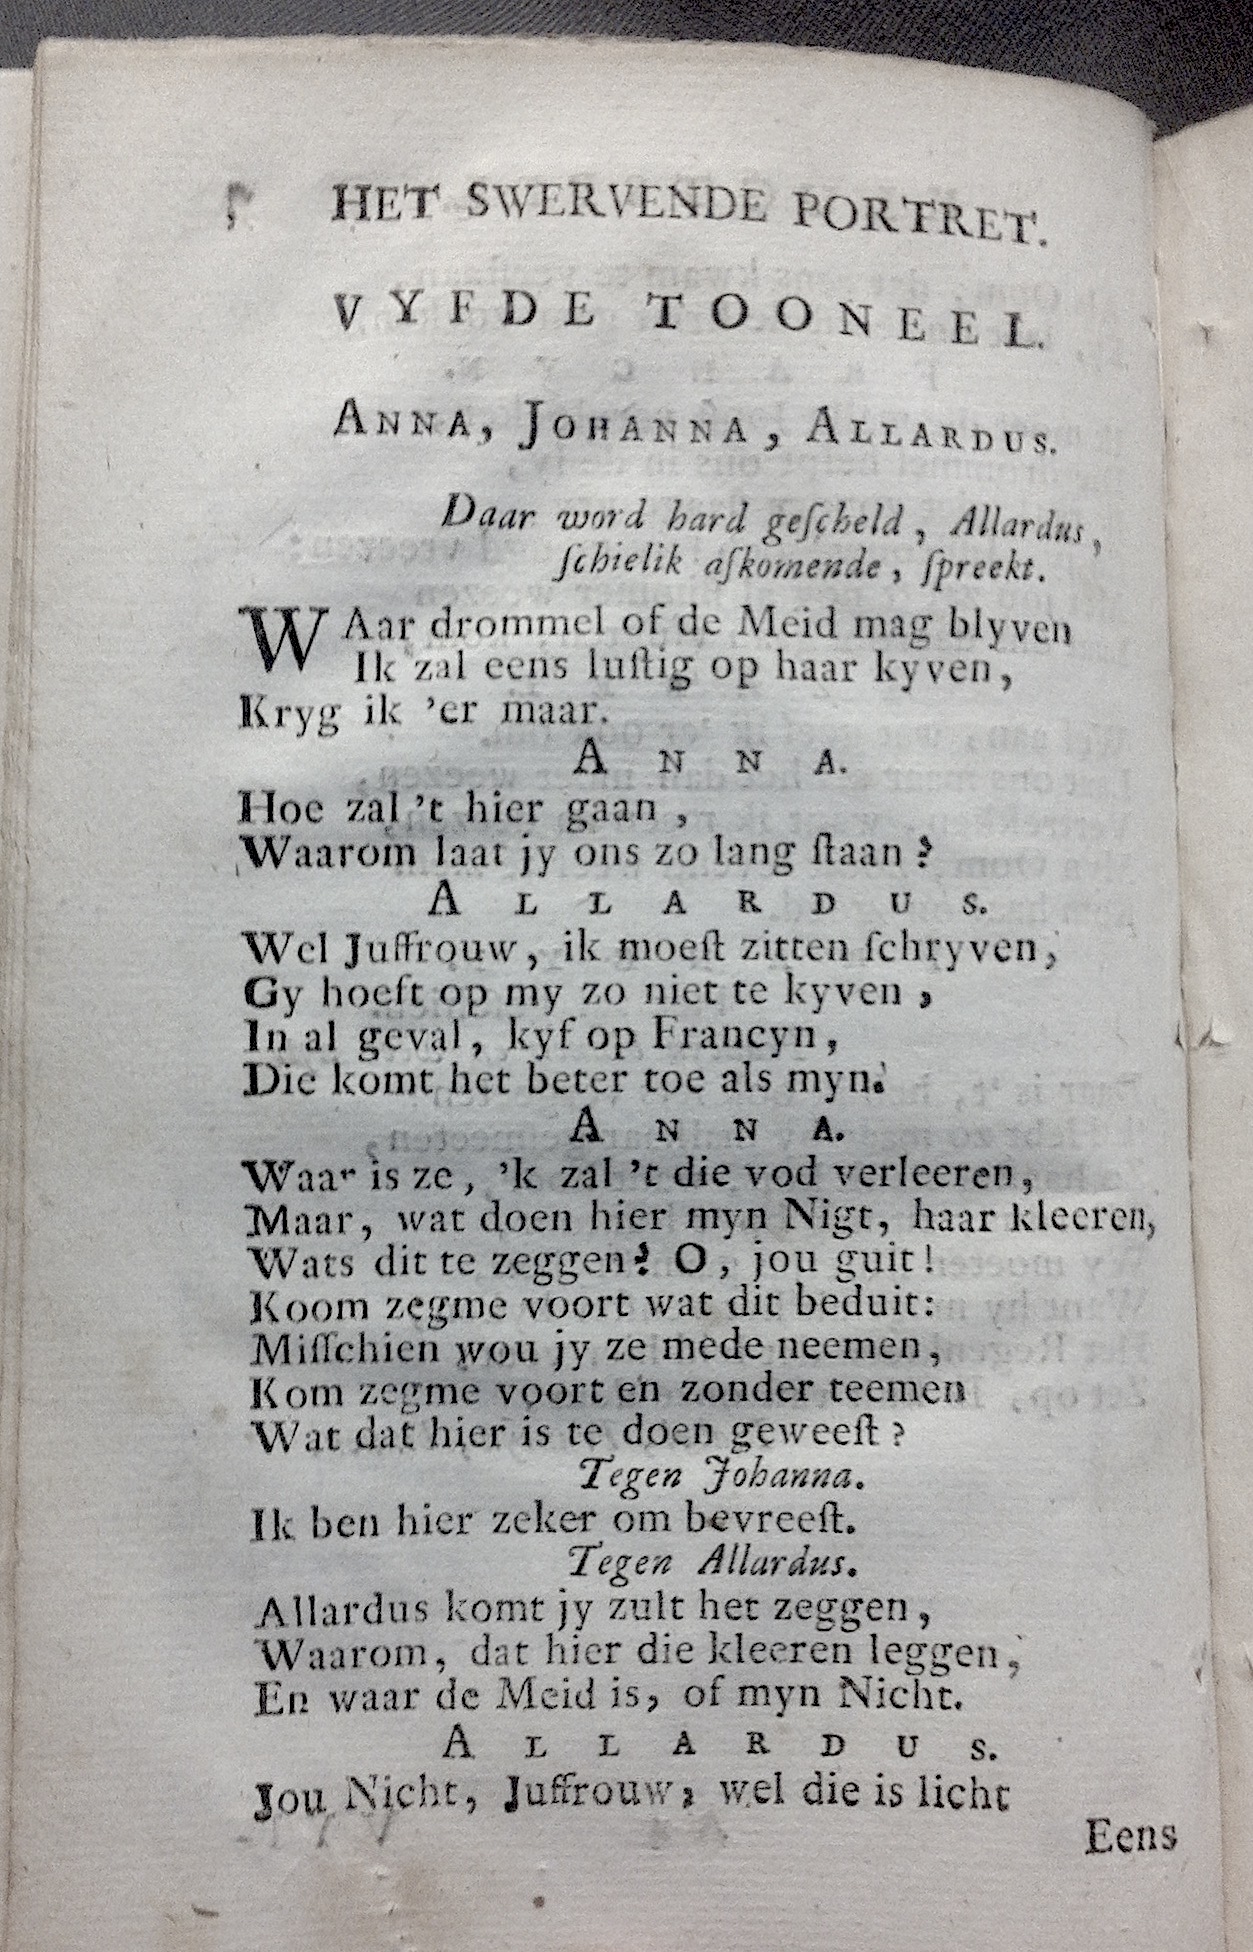 HET SWERVENDE PORTRET.
VYFDE TOONEEL.
ANNA, JOHANNA, ALLARDUS.
Daar word hard geſcheld, Allardus,
ſchielik afkomende, ſpreekt.
WAar drommel of de Meid mag blyven
Ik zal eens luſtig op haar kyven,
Kryg ik 'er maar.
ANNA.
Hoe zal 't hier gaan,
Waarom laat jy ons zo lang ſtaan?
ALLARDUS.
Wel Juffrouw, ik moeſt zitten ſchryven,
Gy hoeft op my zo niet te kyven,
In al geval, kyf op Francyn,
Die komt het beter toe als myn.
ANNA.
Waar is ze, 'k zal 't die vod verleeren,
Maar, wat doen hier myn Nigt, haar kleeren,
Wats dit te zeggen? O, jou guit!
Koom zegme voort wat dit beduit:
Miſſchien wou jy ze mede neemen,
Kom zegme voort en zonder teemen
Wat dat hier is te doen geweeſt?
Tegen Johanna.
Ik ben hier zeker om bevreeſt.
Tegen Allardus.
Allardus komt jy zult het zeggen,
Waarom, dat hier die kleeren leggen,
En waar de Meid is, of myn Nicht.
ALLARDUS.
Jou Nicht, Juffrouw, wel die is licht
Eens